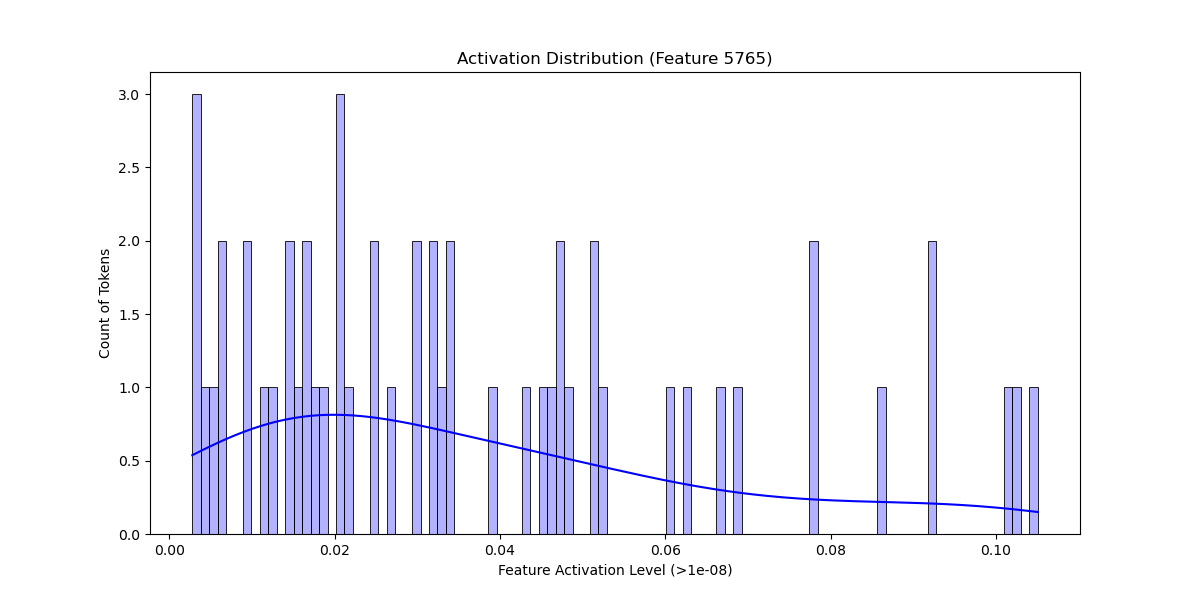 Activation Distribution (Feature 5765)
3.0
2.5
2.0
1.5
1.0
0.5
0.0
Count of Tokens
0.00 0.02 0.04 0.06 0.08 0.10
Feature Activation Level (>1e-08)